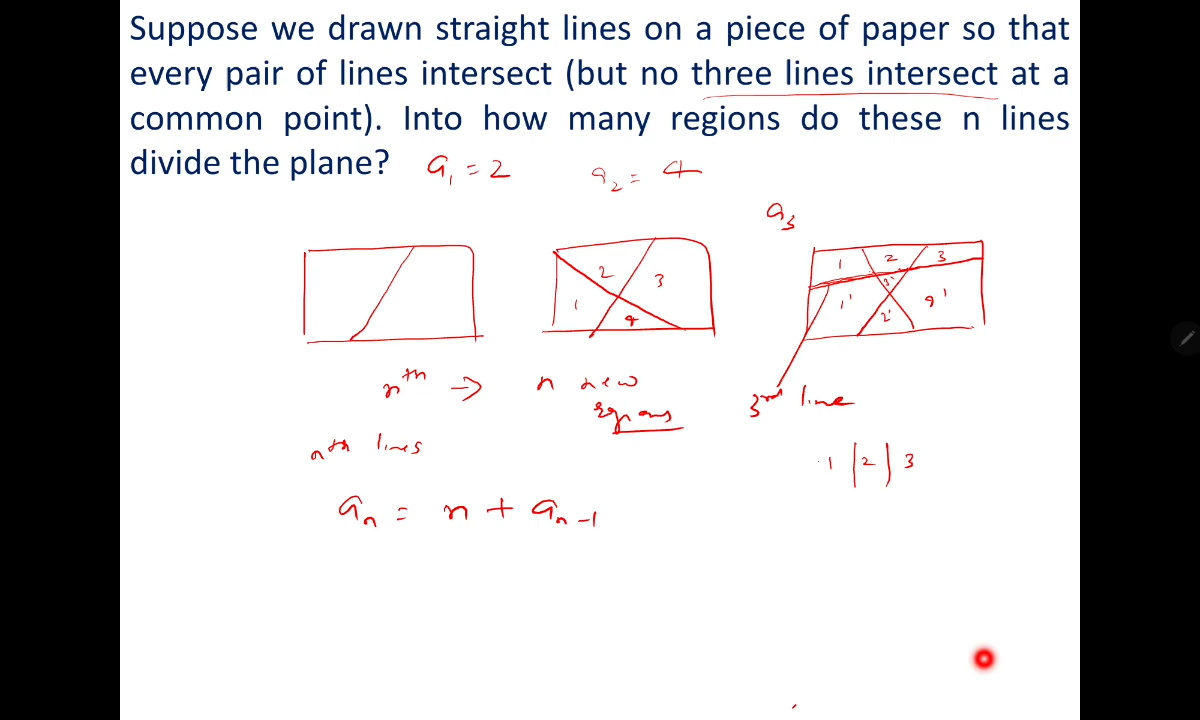 Suppose we drawn straight lines on a piece of paper so that
every pair of lines intersect (but no three lines intersect at a
common point). Into how many regions do these n lines
divide the plane? a₁ = 2 a₂ = 4
a₃
1 2 3
2 3 1 4
1' 3' 2'
nth → n new
regions
3rd line
nth lines
1 | 2 | 3
aₙ = n + aₙ₋₁